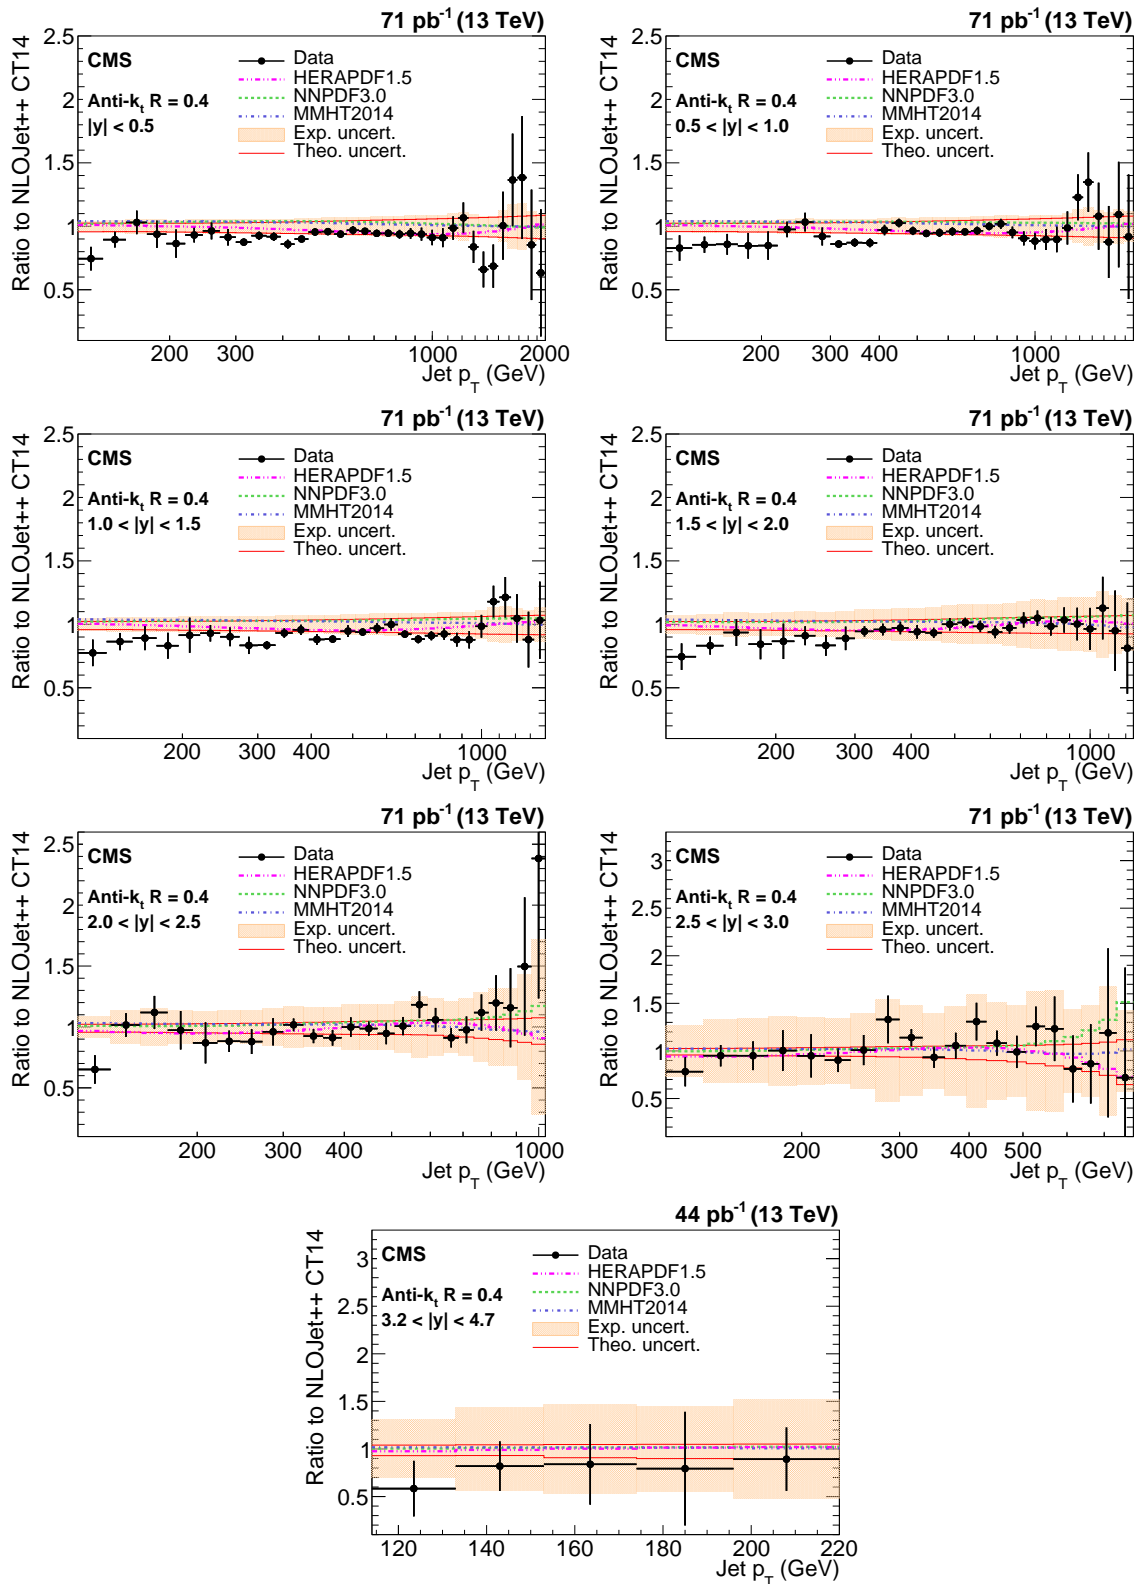 71 pb-1 (13 TeV)
Ratio to NLOJet++ CT14
2.5
2
1.5
1
0.5
CMS
Anti-kt R = 0.4
|y| < 0.5
Data
HERAPDF1.5
NNPDF3.0
MMHT2014
Exp. uncert.
Theo. uncert.
200 300 1000 2000
Jet pT (GeV)
71 pb-1 (13 TeV)
Ratio to NLOJet++ CT14
2.5
2
1.5
1
0.5
CMS
Anti-kt R = 0.4
0.5 < |y| < 1.0
Data
HERAPDF1.5
NNPDF3.0
MMHT2014
Exp. uncert.
Theo. uncert.
200 300 400 1000
Jet pT (GeV)
71 pb-1 (13 TeV)
Ratio to NLOJet++ CT14
2.5
2
1.5
1
0.5
CMS
Anti-kt R = 0.4
1.0 < |y| < 1.5
Data
HERAPDF1.5
NNPDF3.0
MMHT2014
Exp. uncert.
Theo. uncert.
200 300 400 1000
Jet pT (GeV)
71 pb-1 (13 TeV)
Ratio to NLOJet++ CT14
2.5
2
1.5
1
0.5
CMS
Anti-kt R = 0.4
1.5 < |y| < 2.0
Data
HERAPDF1.5
NNPDF3.0
MMHT2014
Exp. uncert.
Theo. uncert.
200 300 400 1000
Jet pT (GeV)
71 pb-1 (13 TeV)
Ratio to NLOJet++ CT14
2.5
2
1.5
1
0.5
CMS
Anti-kt R = 0.4
2.0 < |y| < 2.5
Data
HERAPDF1.5
NNPDF3.0
MMHT2014
Exp. uncert.
Theo. uncert.
200 300 400 1000
Jet pT (GeV)
71 pb-1 (13 TeV)
Ratio to NLOJet++ CT14
3
2.5
2
1.5
1
0.5
CMS
Anti-kt R = 0.4
2.5 < |y| < 3.0
Data
HERAPDF1.5
NNPDF3.0
MMHT2014
Exp. uncert.
Theo. uncert.
200 300 400 500
Jet pT (GeV)
44 pb-1 (13 TeV)
Ratio to NLOJet++ CT14
3
2.5
2
1.5
1
0.5
CMS
Anti-kt R = 0.4
3.2 < |y| < 4.7
Data
HERAPDF1.5
NNPDF3.0
MMHT2014
Exp. uncert.
Theo. uncert.
120 140 160 180 200 220
Jet pT (GeV)